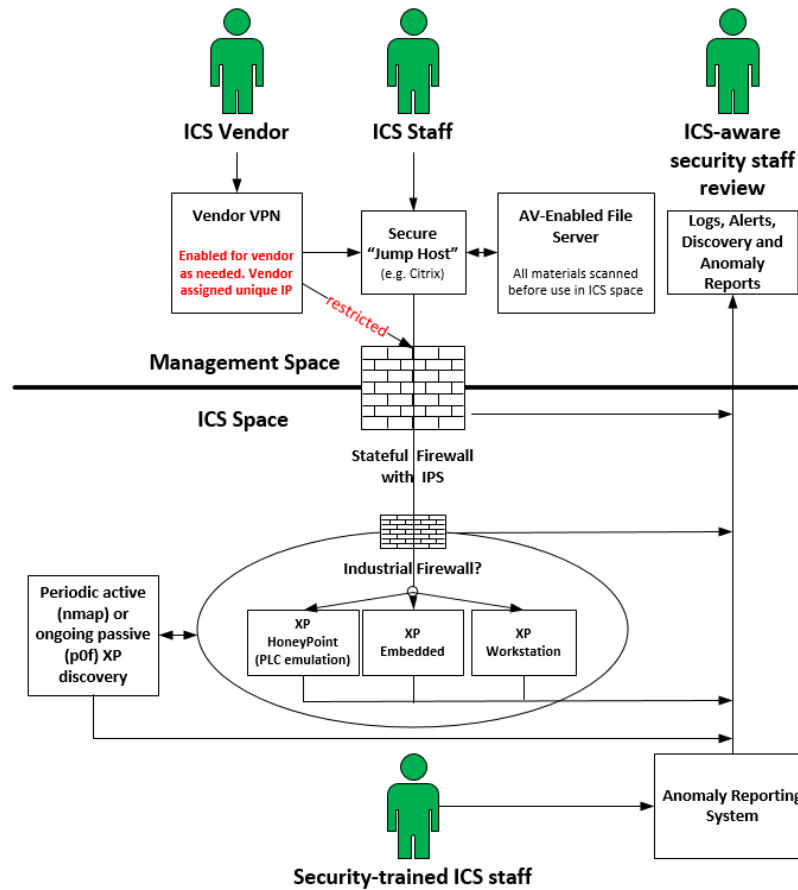 ICS Vendor
ICS Staff
ICS-aware
security staff
review
Vendor VPN
Enabled for vendor
as needed. Vendor
assigned unique IP
Secure
“Jump Host”
(e.g. Citrix)
AV-Enabled File
Server
All materials scanned
before use in ICS space
Logs, Alerts,
Discovery and
Anomaly
Reports
restricted
Management Space
ICS Space
Stateful Firewall
with IPS
Industrial Firewall?
Periodic active
(nmap) or
ongoing passive
(p0f) XP
discovery
XP
HoneyPoint
(PLC emulation)
XP
Embedded
XP
Workstation
Anomaly Reporting
System
Security-trained ICS staff